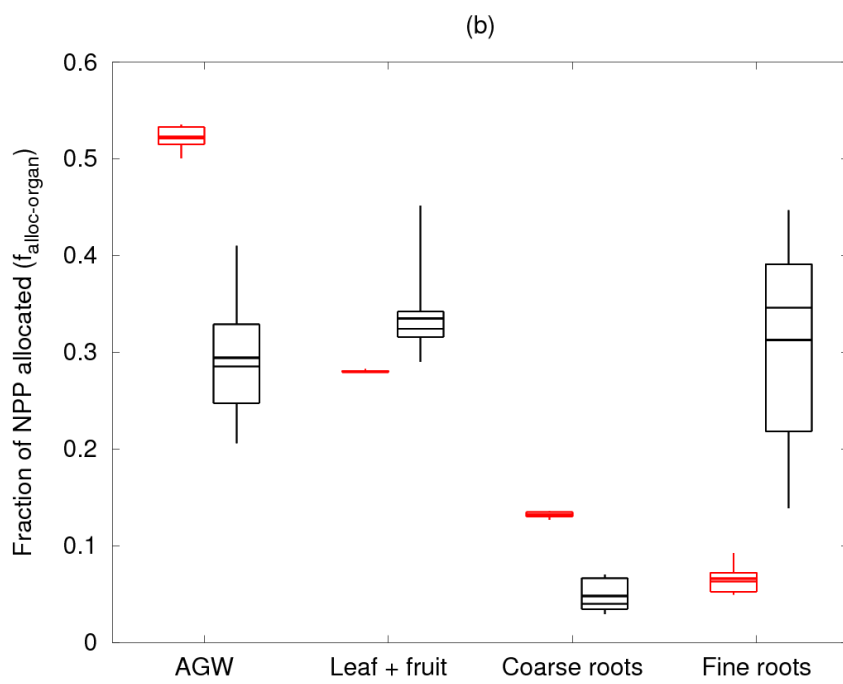 (b)
Fraction of NPP allocated (f_alloc-organ)
0.6
0.5
0.4
0.3
0.2
0.1
0
AGW Leaf + fruit Coarse roots Fine roots